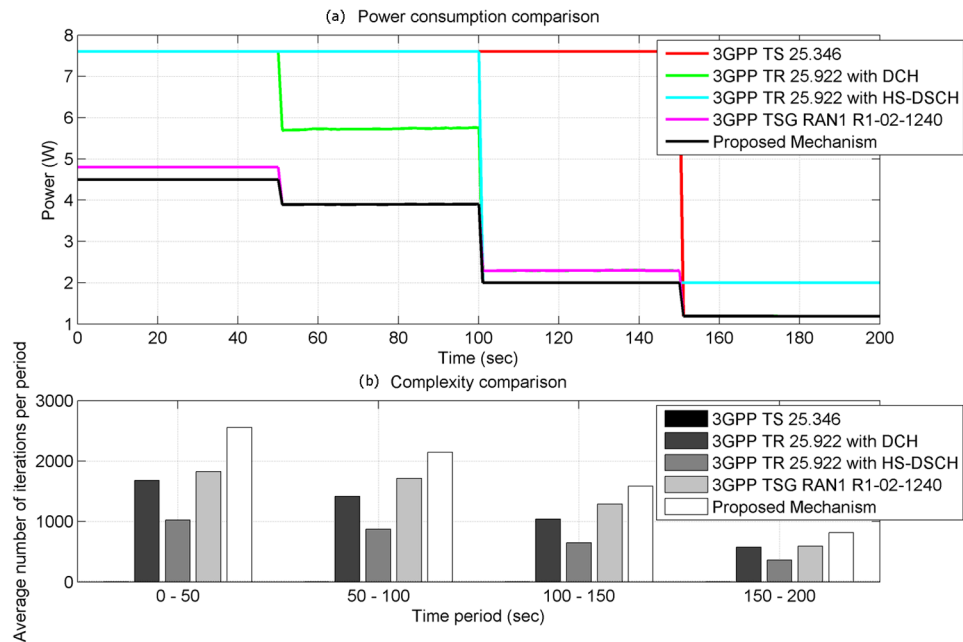 (a) Power consumption comparison
8
7
6
5
4
3
2
1
Power (W)
0 20 40 60 80 100 120 140 160 180 200
Time (sec)
3GPP TS 25.346
3GPP TR 25.922 with DCH
3GPP TR 25.922 with HS-DSCH
3GPP TSG RAN1 R1-02-1240
Proposed Mechanism
(b) Complexity comparison
Average number of iterations per period
3000
2000
1000
0
0 - 50 50 - 100 100 - 150 150 - 200
Time period (sec)
3GPP TS 25.346
3GPP TR 25.922 with DCH
3GPP TR 25.922 with HS-DSCH
3GPP TSG RAN1 R1-02-1240
Proposed Mechanism